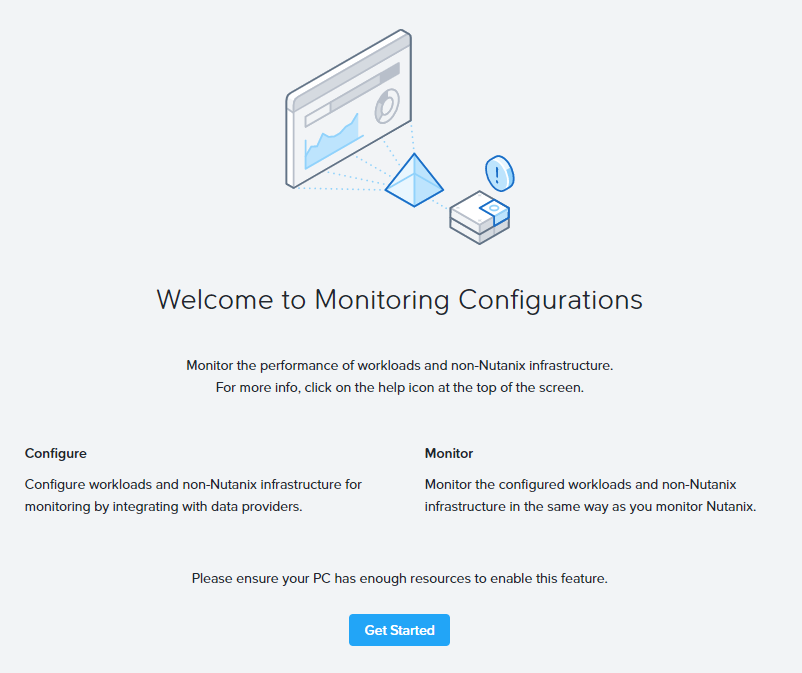 Welcome to Monitoring Configurations
Monitor the performance of workloads and non-Nutanix infrastructure.
For more info, click on the help icon at the top of the screen.
Configure
Configure workloads and non-Nutanix infrastructure for
monitoring by integrating with data providers.
Monitor
Monitor the configured workloads and non-Nutanix
infrastructure in the same way as you monitor Nutanix.
Please ensure your PC has enough resources to enable this feature.
Get Started